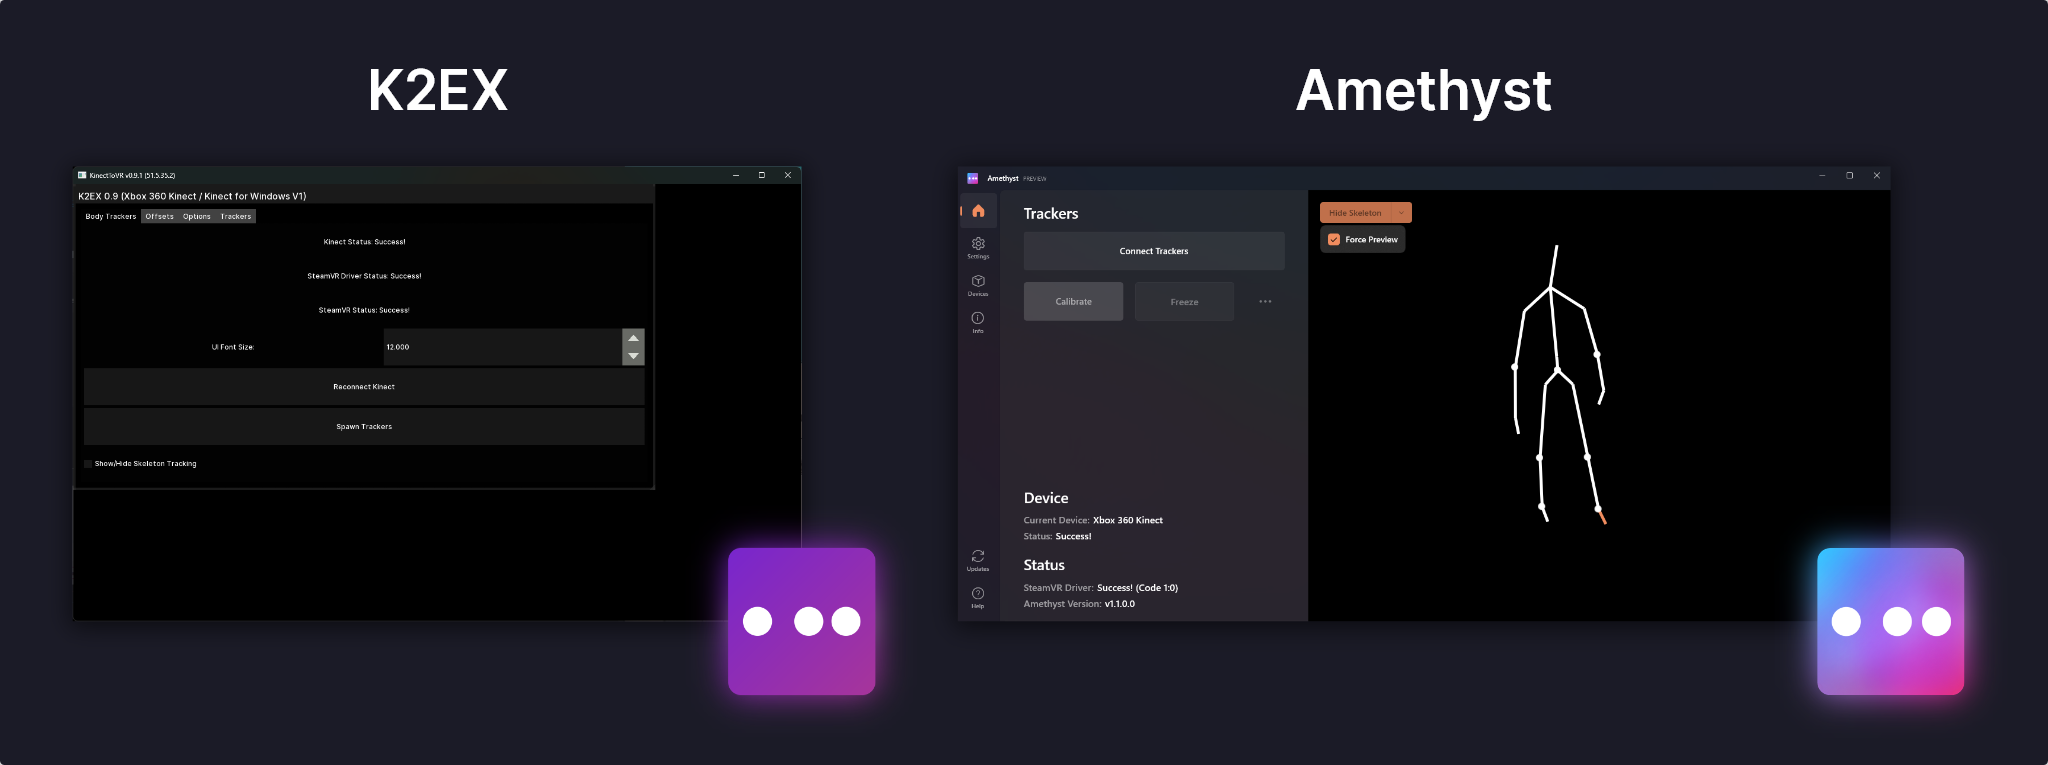 K2EX
KinectToVR v0.9.1 (51.5.35.2)
K2EX 0.9 (Xbox 360 Kinect / Kinect for Windows V1)
Body Trackers Offsets Options Trackers
Kinect Status: Success!
SteamVR Driver Status: Success!
SteamVR Status: Success!
UI Font Size: 12.000
Reconnect Kinect
Spawn Trackers
Show/Hide Skeleton Tracking
Amethyst
Amethyst PREVIEW
Settings
Devices
Info
Updates
Help
Trackers
Connect Trackers
Calibrate Freeze
Device
Current Device: Xbox 360 Kinect
Status: Success!
Status
SteamVR Driver: Success! (Code 1:0)
Amethyst Version: v1.1.0.0
Hide Skeleton
Force Preview